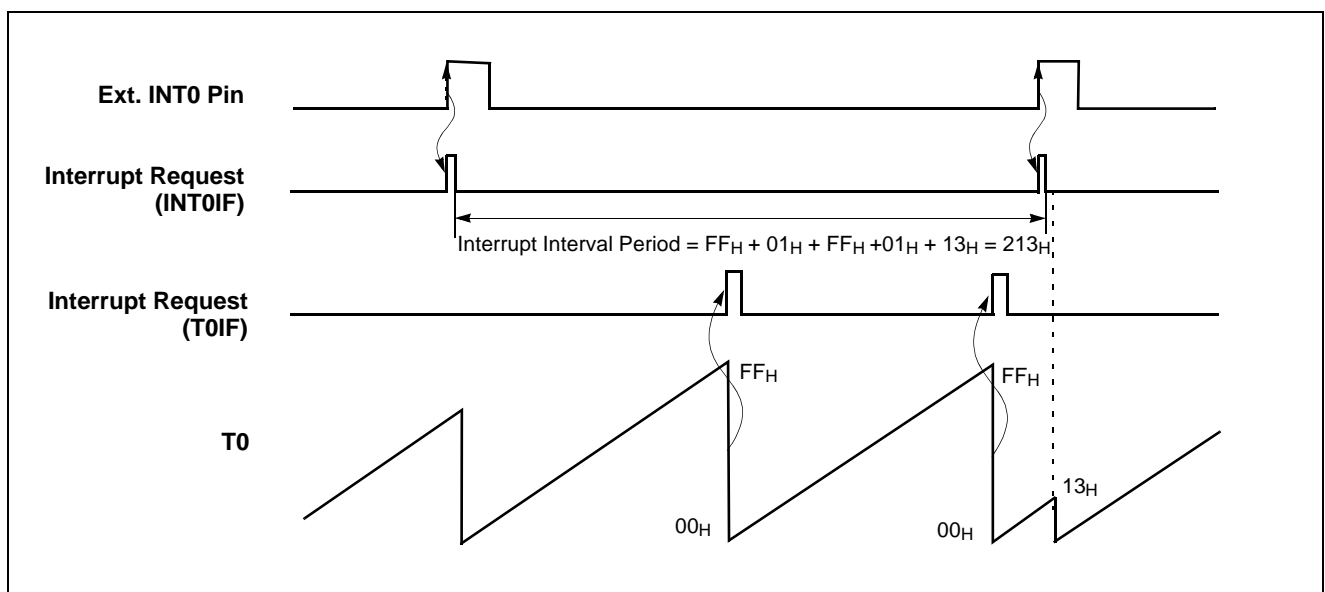 Ext. INT0 Pin
Interrupt Request
(INT0IF)
Interrupt Interval Period = FFH + 01H + FFH +01H + 13H = 213H
Interrupt Request
(T0IF)
FFH
FFH
T0
13H
00H
00H